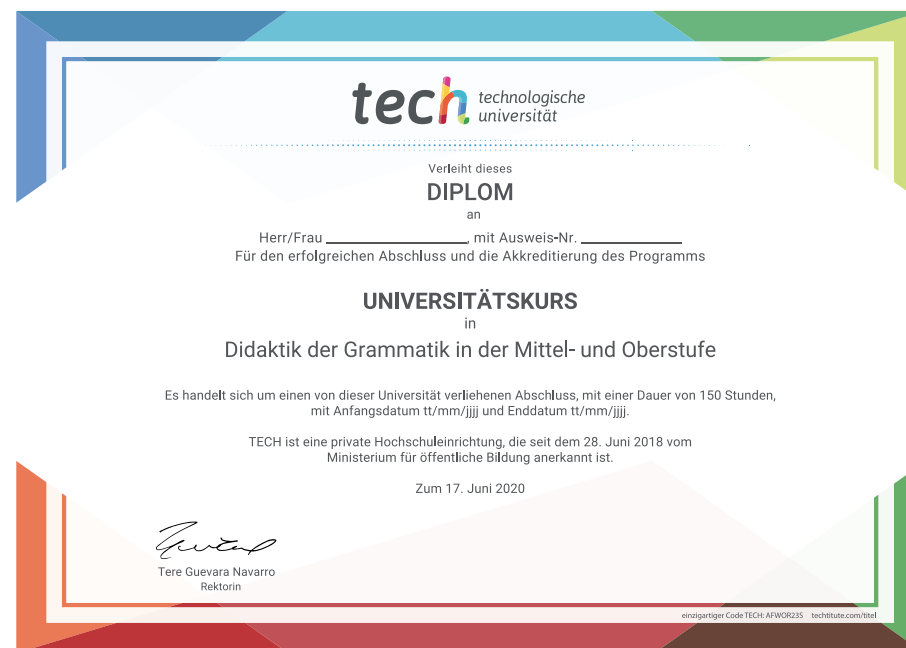 tech technologische
universität
Verleiht dieses
DIPLOM
an
Herr/Frau ____________________, mit Ausweis-Nr. ______________
Für den erfolgreichen Abschluss und die Akkreditierung des Programms
UNIVERSITÄTSKURS
in
Didaktik der Grammatik in der Mittel- und Oberstufe
Es handelt sich um einen von dieser Universität verliehenen Abschluss, mit einer Dauer von 150 Stunden,
mit Anfangsdatum tt/mm/jjjj und Enddatum tt/mm/jjjj.
TECH ist eine private Hochschuleinrichtung, die seit dem 28. Juni 2018 vom
Ministerium für öffentliche Bildung anerkannt ist.
Zum 17. Juni 2020
Tere Guevara Navarro
Rektorin
einzigartiger Code TECH: AFWOR23S techtitute.com/titel